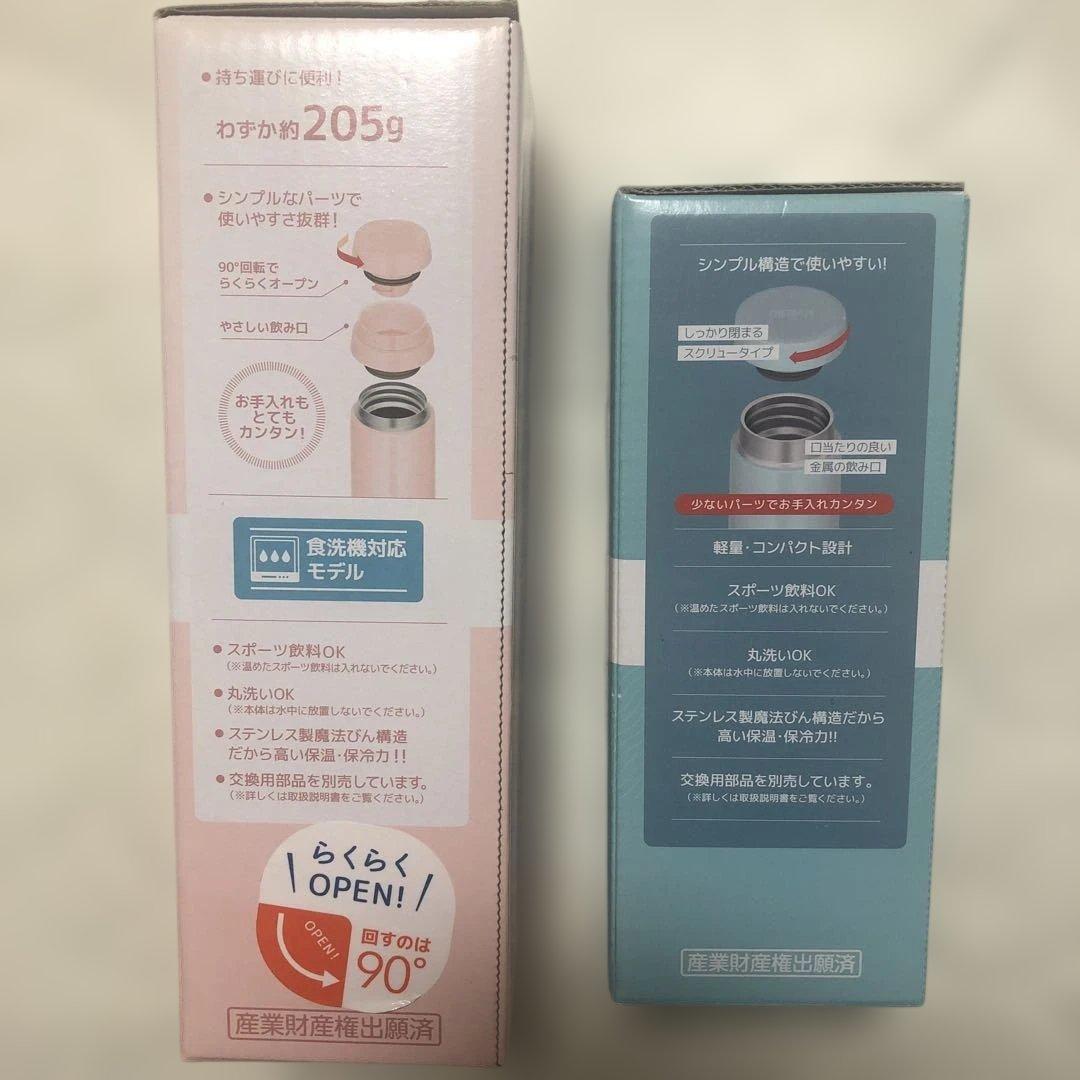 持ち運びに便利!
わずか約205g
シンプルなパーツで
使いやすさ抜群!
90°回転で
らくらくオープン
やさしい飲み口
お手入れも
とても
カンタン!
食洗機対応
モデル
スポーツ飲料OK
(※温めたスポーツ飲料は入れないでください。)
丸洗いOK
(※本体は水中に放置しないでください。)
ステンレス製魔法びん構造
だから高い保温・保冷力!!
交換用部品を別売しています。
(※詳しくは取扱説明書をご覧ください。)
らくらく
OPEN!
OPEN!
回すのは
90°
産業財産権出願済
シンプル構造で使いやすい!
しっかり閉まる
スクリュータイプ
口当たりの良い
金属の飲み口
少ないパーツでお手入れカンタン
軽量・コンパクト設計
スポーツ飲料OK
(※温めたスポーツ飲料は入れないでください。)
丸洗いOK
(※本体は水中に放置しないでください。)
ステンレス製魔法びん構造だから
高い保温・保冷力!!
交換用部品を別売しています。
(※詳しくは取扱説明書をご覧ください。)
産業財産権出願済